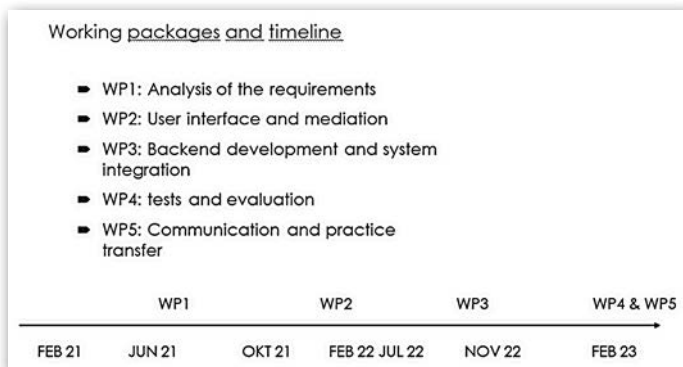 Working packages and timeline
WP1: Analysis of the requirements
WP2: User interface and mediation
WP3: Backend development and system
integration
WP4: tests and evaluation
WP5: Communication and practice
transfer
WP1 WP2 WP3 WP4 & WP5
FEB 21 JUN 21 OKT 21 FEB 22 JUL 22 NOV 22 FEB 23